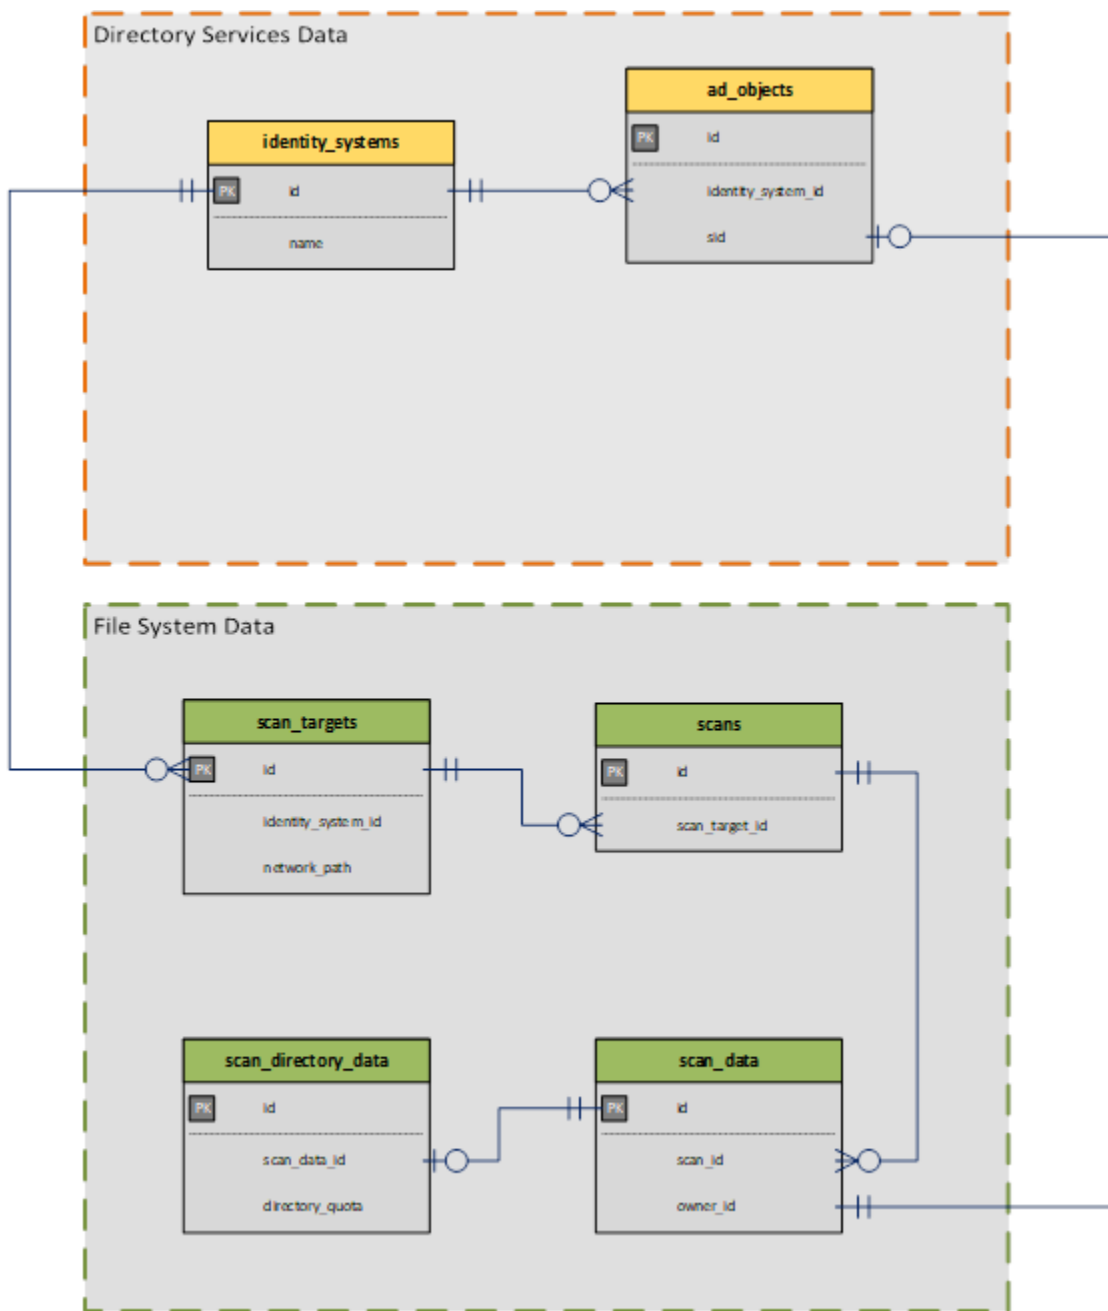 Directory Services Data
identity_systems
PK id
name
ad_objects
PK id
identity_system_id
sid
File System Data
scan_targets
PK id
identity_system_id
network_path
scans
PK id
scan_target_id
scan_directory_data
PK id
scan_data_id
directory_quota
scan_data
PK id
scan_id
owner_id